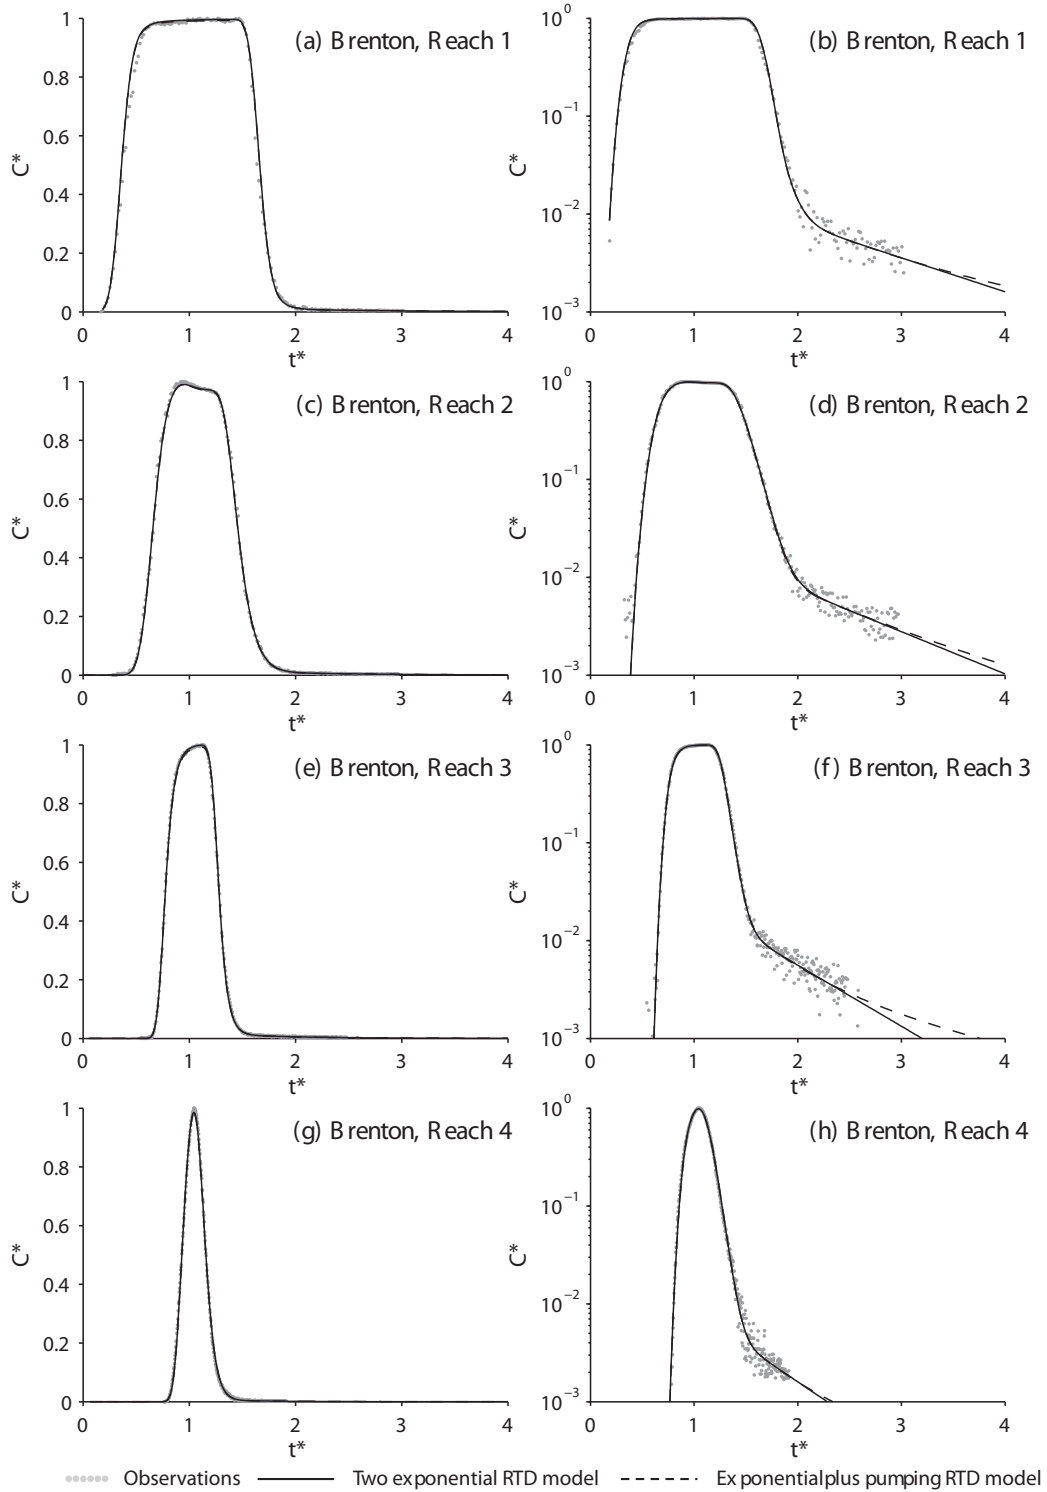 (a) Brenton, Reach 1
1
0.8
0.6
0.4
0.2
0
C*
0 1 2 3 4
t*
(b) Brenton, Reach 1
10^0
10^−1
10^−2
10^−3
C*
0 1 2 3 4
t*
(c) Brenton, Reach 2
1
0.8
0.6
0.4
0.2
0
C*
0 1 2 3 4
t*
(d) Brenton, Reach 2
10^0
10^−1
10^−2
10^−3
C*
0 1 2 3 4
t*
(e) Brenton, Reach 3
1
0.8
0.6
0.4
0.2
0
C*
0 1 2 3 4
t*
(f) Brenton, Reach 3
10^0
10^−1
10^−2
10^−3
C*
0 1 2 3 4
t*
(g) Brenton, Reach 4
1
0.8
0.6
0.4
0.2
0
C*
0 1 2 3 4
t*
(h) Brenton, Reach 4
10^0
10^−1
10^−2
10^−3
C*
0 1 2 3 4
t*
Observations Two exponential RTD model Exponential plus pumping RTD model